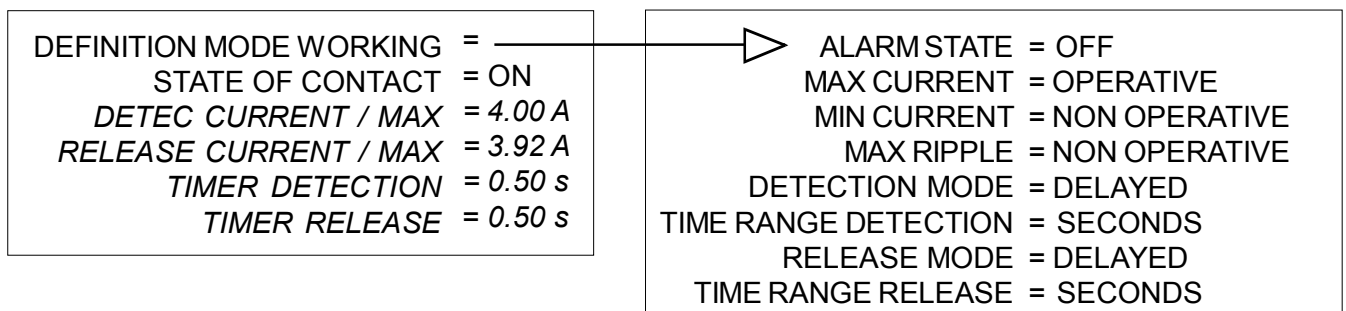 DEFINITION MODE WORKING =
STATE OF CONTACT = ON
DETEC CURRENT / MAX = 4.00 A
RELEASE CURRENT / MAX = 3.92 A
TIMER DETECTION = 0.50 s
TIMER RELEASE = 0.50 s
ALARM STATE = OFF
MAX CURRENT = OPERATIVE
MIN CURRENT = NON OPERATIVE
MAX RIPPLE = NON OPERATIVE
DETECTION MODE = DELAYED
TIME RANGE DETECTION = SECONDS
RELEASE MODE = DELAYED
TIME RANGE RELEASE = SECONDS